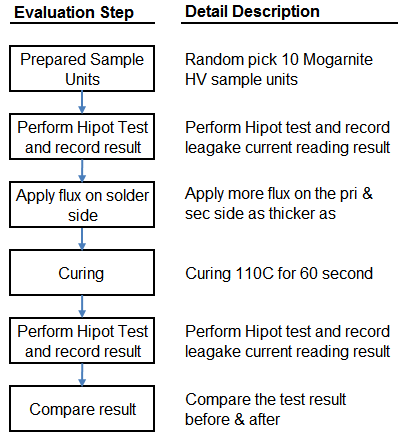 Evaluation Step
Detail Description
Prepared Sample
Units
Random pick 10 Mogarnite
HV sample units
Perform Hipot Test
and record result
Perform Hipot test and record
leagake current reading result
Apply flux on solder
side
Apply more flux on the pri &
sec side as thicker as
Curing
Curing 110C for 60 second
Perform Hipot Test
and record result
Perform Hipot test and record
leagake current reading result
Compare result
Compare the test result
before & after